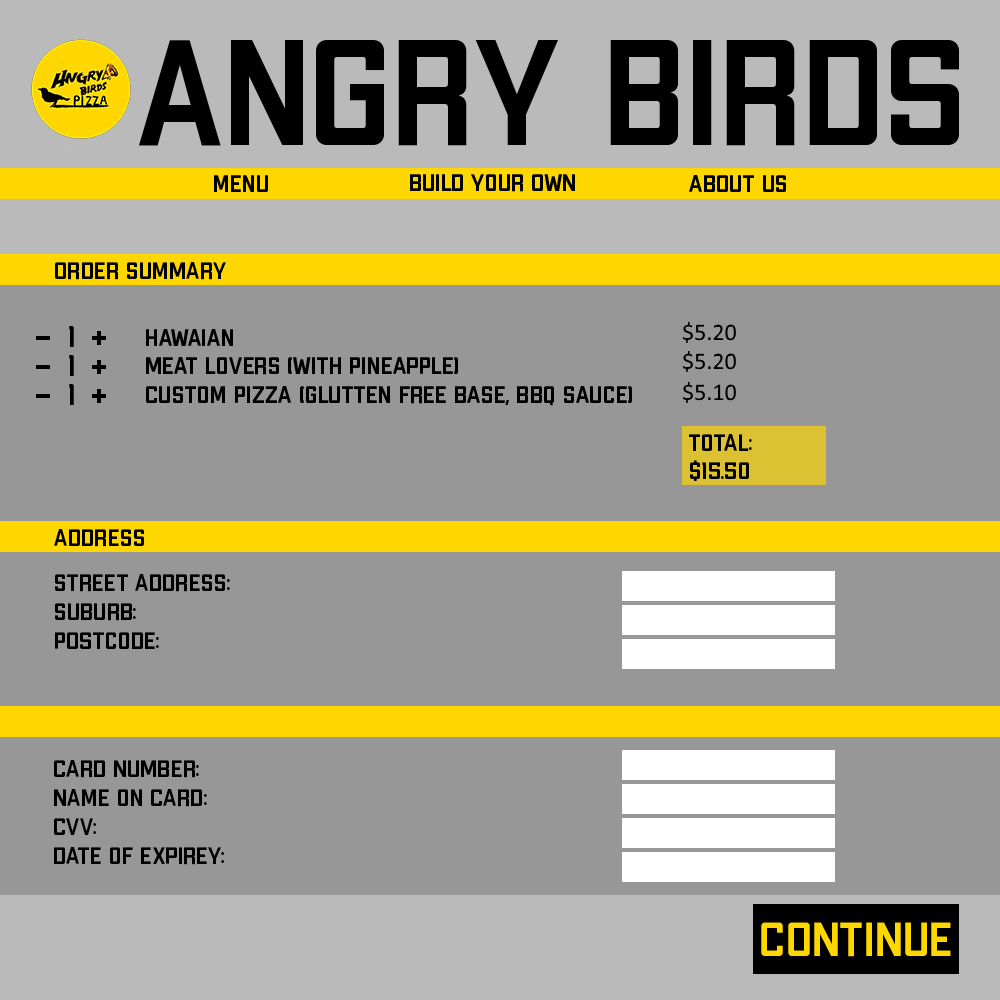 ANGRY BIRDS PIZZA
ANGRY BIRDS
MENU BUILD YOUR OWN ABOUT US
ORDER SUMMARY
- 1 + HAWAIAN $5.20
- 1 + MEAT LOVERS (WITH PINEAPPLE) $5.20
- 1 + CUSTOM PIZZA (GLUTTEN FREE BASE, BBQ SAUCE) $5.10
TOTAL:
$15.50
ADDRESS
STREET ADDRESS:
SUBURB:
POSTCODE:
CARD NUMBER:
NAME ON CARD:
CVV:
DATE OF EXPIREY:
CONTINUE